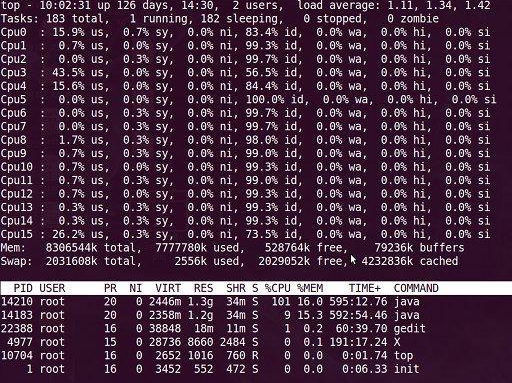 top - 10:02:31 up 126 days, 14:30, 2 users, load average: 1.11, 1.34, 1.42
Tasks: 183 total, 1 running, 182 sleeping, 0 stopped, 0 zombie
Cpu0 : 15.9% us, 0.7% sy, 0.0% ni, 83.4% id, 0.0% wa, 0.0% hi, 0.0% si
Cpu1 : 0.7% us, 0.0% sy, 0.0% ni, 99.3% id, 0.0% wa, 0.0% hi, 0.0% si
Cpu2 : 0.0% us, 0.3% sy, 0.0% ni, 99.7% id, 0.0% wa, 0.0% hi, 0.0% si
Cpu3 : 43.5% us, 0.0% sy, 0.0% ni, 56.5% id, 0.0% wa, 0.0% hi, 0.0% si
Cpu4 : 15.6% us, 0.0% sy, 0.0% ni, 84.4% id, 0.0% wa, 0.0% hi, 0.0% si
Cpu5 : 0.0% us, 0.0% sy, 0.0% ni, 100.0% id, 0.0% wa, 0.0% hi, 0.0% si
Cpu6 : 0.0% us, 0.3% sy, 0.0% ni, 99.7% id, 0.0% wa, 0.0% hi, 0.0% si
Cpu7 : 0.0% us, 0.3% sy, 0.0% ni, 99.7% id, 0.0% wa, 0.0% hi, 0.0% si
Cpu8 : 1.7% us, 0.3% sy, 0.0% ni, 98.0% id, 0.0% wa, 0.0% hi, 0.0% si
Cpu9 : 0.7% us, 0.3% sy, 0.0% ni, 99.0% id, 0.0% wa, 0.0% hi, 0.0% si
Cpu10 : 0.7% us, 0.0% sy, 0.0% ni, 99.3% id, 0.0% wa, 0.0% hi, 0.0% si
Cpu11 : 0.7% us, 0.3% sy, 0.0% ni, 99.0% id, 0.0% wa, 0.0% hi, 0.0% si
Cpu12 : 0.3% us, 0.0% sy, 0.0% ni, 99.7% id, 0.0% wa, 0.0% hi, 0.0% si
Cpu13 : 0.3% us, 0.3% sy, 0.0% ni, 99.3% id, 0.0% wa, 0.0% hi, 0.0% si
Cpu14 : 0.3% us, 0.3% sy, 0.0% ni, 99.3% id, 0.0% wa, 0.0% hi, 0.0% si
Cpu15 : 26.2% us, 0.3% sy, 0.0% ni, 73.5% id, 0.0% wa, 0.0% hi, 0.0% si
Mem: 8306544k total, 7777780k used, 528764k free, 79236k buffers
Swap: 2031608k total, 2556k used, 2029052k free, 4232836k cached
PID USER PR NI VIRT RES SHR S %CPU %MEM TIME+ COMMAND
14210 root 20 0 2446m 1.3g 34m S 101 16.0 595:12.76 java
14183 root 20 0 2358m 1.2g 34m S 9 15.3 592:54.46 java
22388 root 16 0 38848 18m 11m S 1 0.2 60:39.70 gedit
4977 root 15 0 28736 8660 2484 S 0 0.1 191:17.24 X
10704 root 16 0 2652 1016 760 R 0 0.0 0:01.74 top
1 root 16 0 3452 552 472 S 0 0.0 0:06.33 init